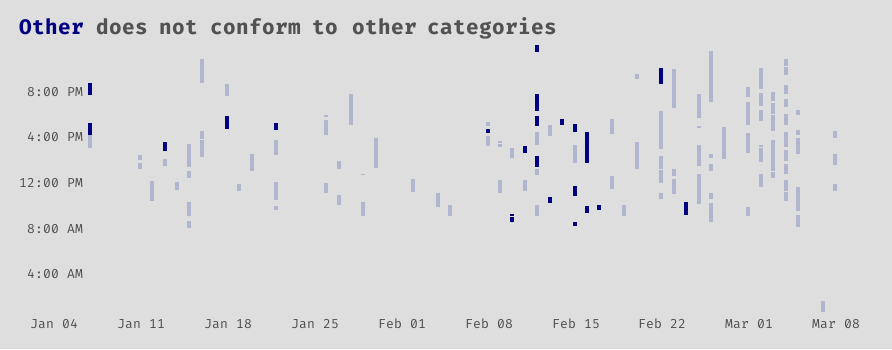 Other does not conform to other categories
8:00 PM
4:00 PM
12:00 PM
8:00 AM
4:00 AM
Jan 04 Jan 11 Jan 18 Jan 25 Feb 01 Feb 08 Feb 15 Feb 22 Mar 01 Mar 08